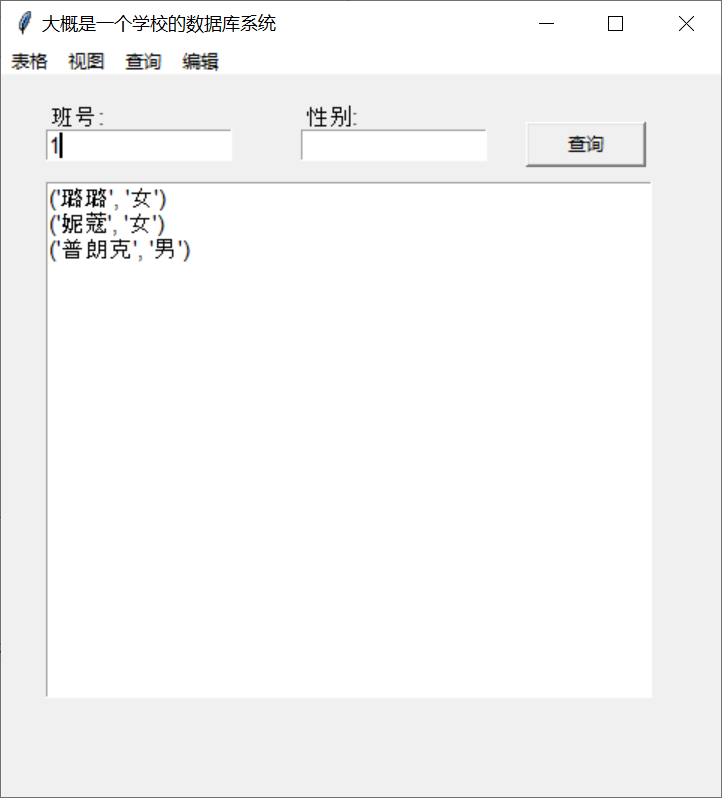 大概是一个学校的数据库系统
表格 视图 查询 编辑
班号: 性别:
1 查询
('璐璐', '女')
('妮蔻', '女')
('普朗克', '男')